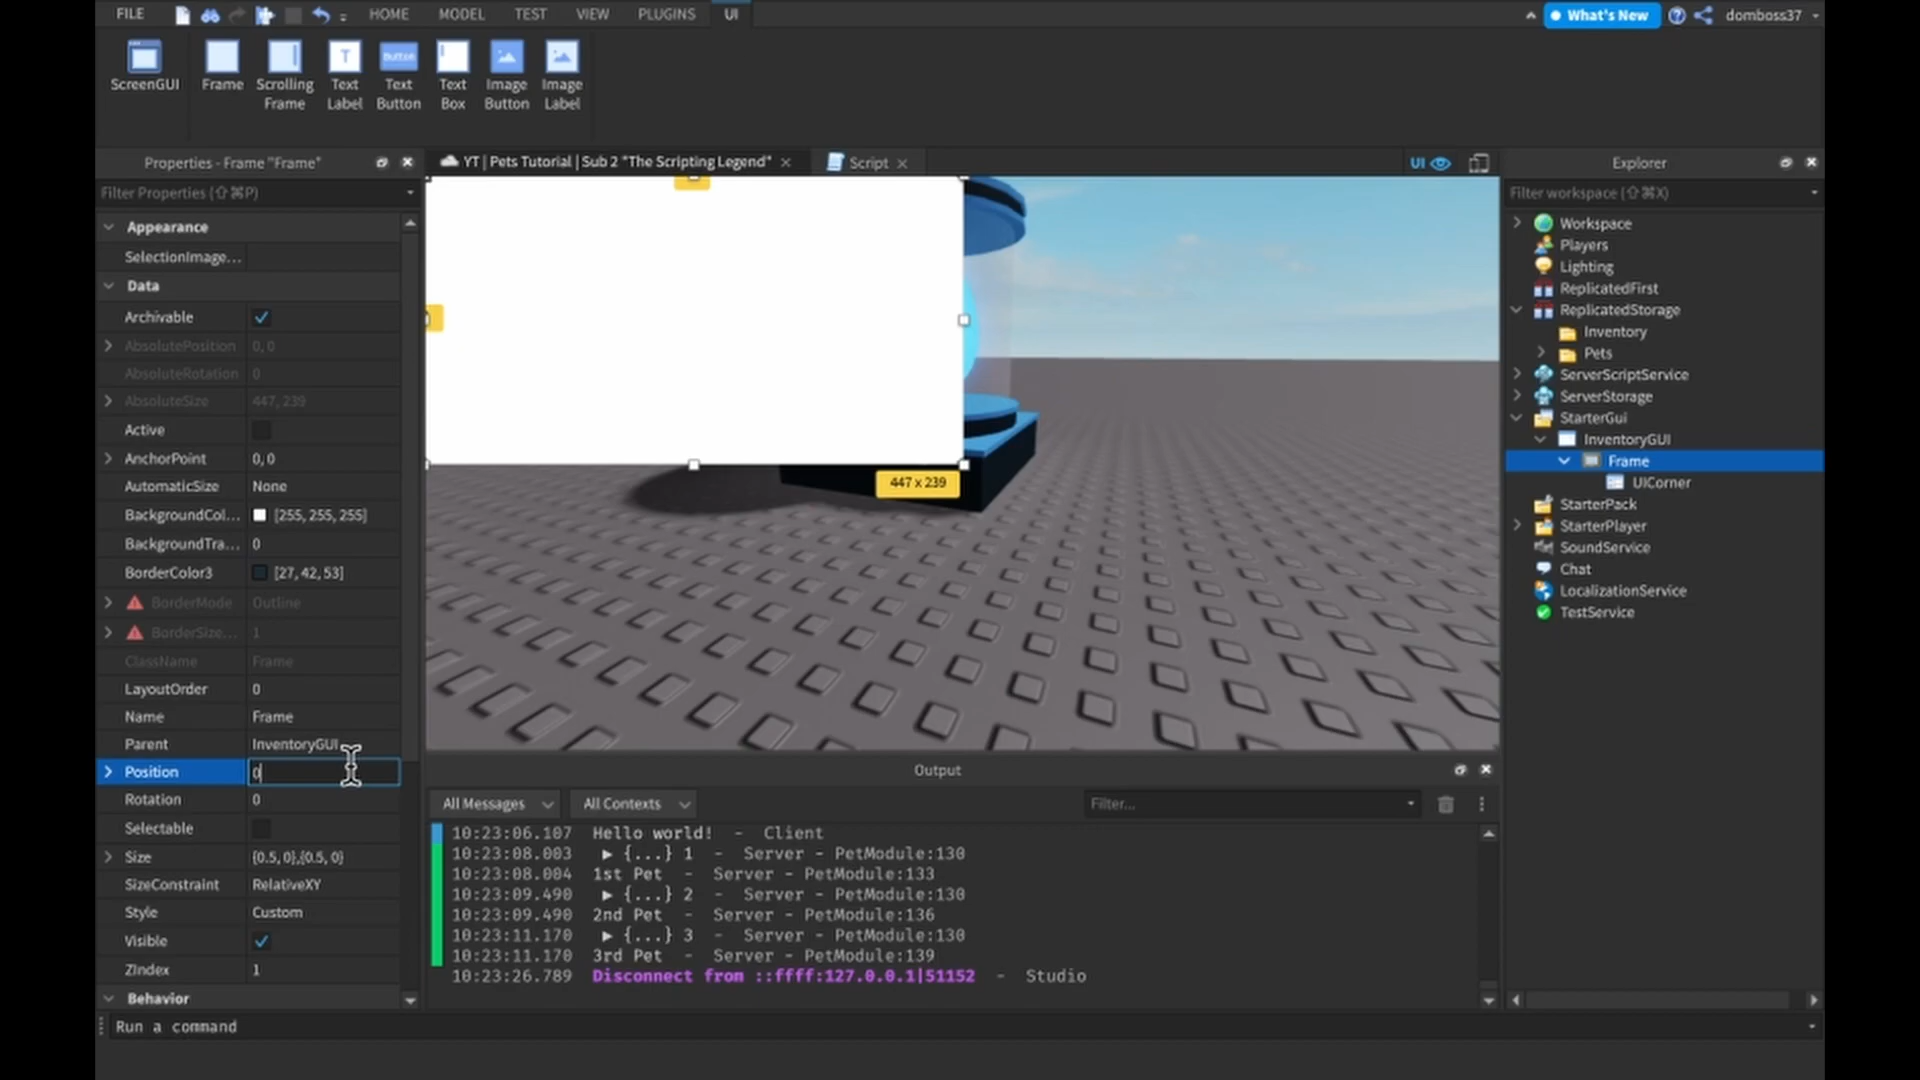 FILE
HOME
MODEL
TEST
VIEW
PLUGINS
UI
What's New
domboss37
ScreenGUI
Frame
Scrolling
Frame
Text
Label
Button
Text
Button
Text
Box
Image
Button
Image
Label
Properties - Frame "Frame"
YT | Pets Tutorial | Sub 2 "The Scripting Legend"
Script
UI
Explorer
Filter Properties (⇧⌘P)
Filter workspace (⇧⌘X)
Appearance
SelectionImage...
Data
Archivable
AbsolutePosition 0, 0
AbsoluteRotation 0
AbsoluteSize 447, 239
Active
AnchorPoint 0, 0
AutomaticSize None
BackgroundCol... [255, 255, 255]
BackgroundTra... 0
BorderColor3 [27, 42, 53]
BorderMode Outline
BorderSize... 1
ClassName Frame
LayoutOrder 0
Name Frame
Parent InventoryGUI
Position 0
Rotation 0
Selectable
Size {0.5, 0},{0.5, 0}
SizeConstraint RelativeXY
Style Custom
Visible
ZIndex 1
Behavior
447 x 239
Workspace
Players
Lighting
ReplicatedFirst
ReplicatedStorage
Inventory
Pets
ServerScriptService
ServerStorage
StarterGui
InventoryGUI
Frame
UICorner
StarterPack
StarterPlayer
SoundService
Chat
LocalizationService
TestService
Output
All Messages
All Contexts
Filter...
10:23:06.107 Hello world! - Client
10:23:08.003 ▶ {...} 1 - Server - PetModule:130
10:23:08.004 1st Pet - Server - PetModule:133
10:23:09.490 ▶ {...} 2 - Server - PetModule:130
10:23:09.490 2nd Pet - Server - PetModule:136
10:23:11.170 ▶ {...} 3 - Server - PetModule:130
10:23:11.170 3rd Pet - Server - PetModule:139
10:23:26.789 Disconnect from ::ffff:127.0.0.1|51152 - Studio
Run a command